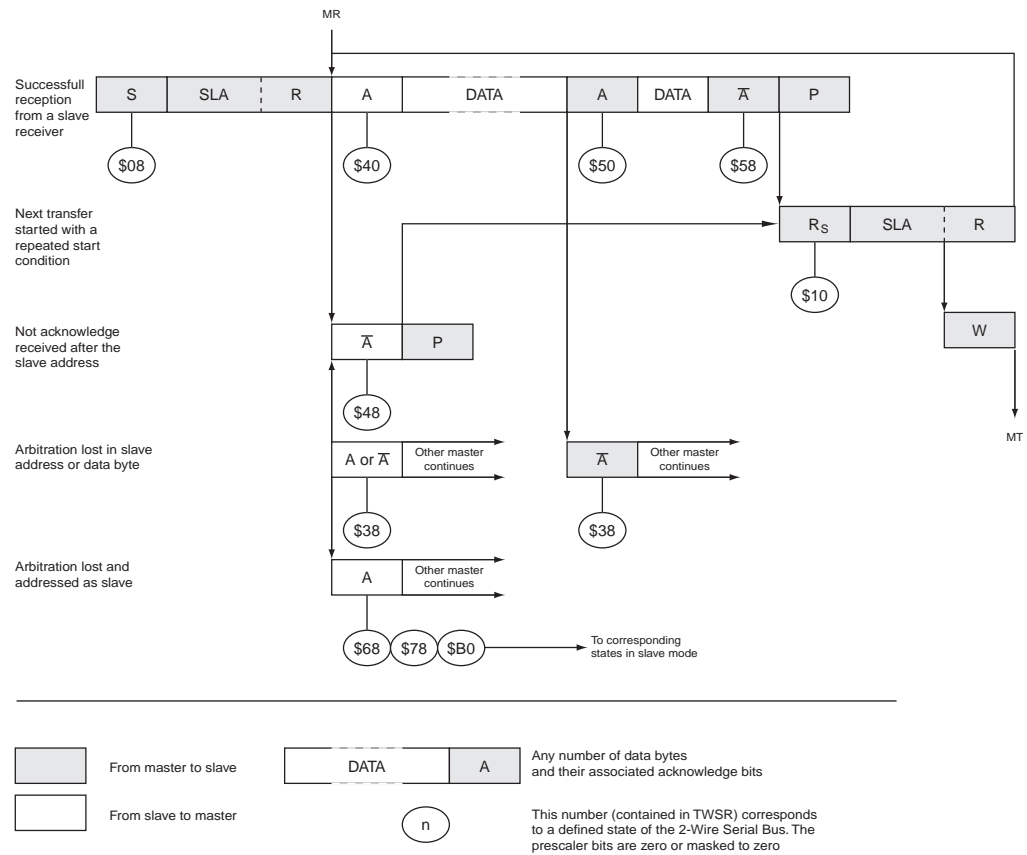 MR
Successfull
reception
from a slave
receiver
S SLA R A DATA A DATA A̅ P
$08 $40 $50 $58
Next transfer
started with a
repeated start
condition
RS SLA R
$10
Not acknowledge
received after the
slave address
A̅ P
W
$48
MT
Arbitration lost in slave
address or data byte
A or A̅ Other master
continues
A̅ Other master
continues
$38 $38
Arbitration lost and
addressed as slave
A Other master
continues
$68 $78 $B0 To corresponding
states in slave mode
From master to slave
DATA A
Any number of data bytes
and their associated acknowledge bits
From slave to master
n
This number (contained in TWSR) corresponds
to a defined state of the 2-Wire Serial Bus. The
prescaler bits are zero or masked to zero